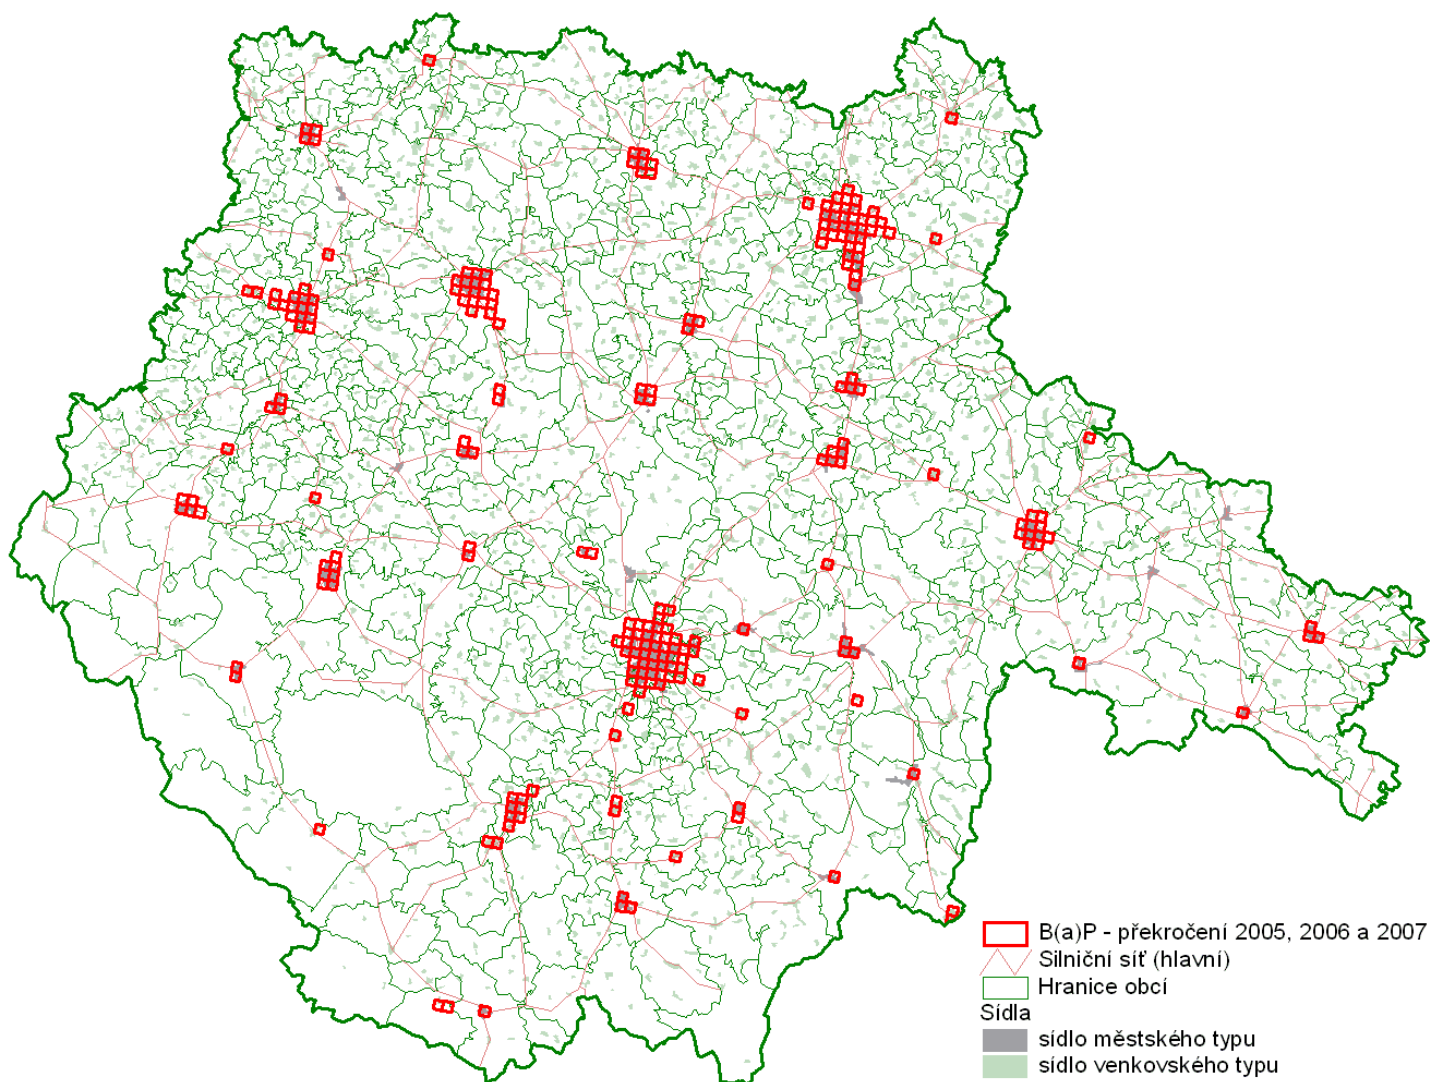 B(a)P - překročení 2005, 2006 a 2007
Silniční síť (hlavní)
Hranice obcí
Sídla
sídlo městského typu
sídlo venkovského typu